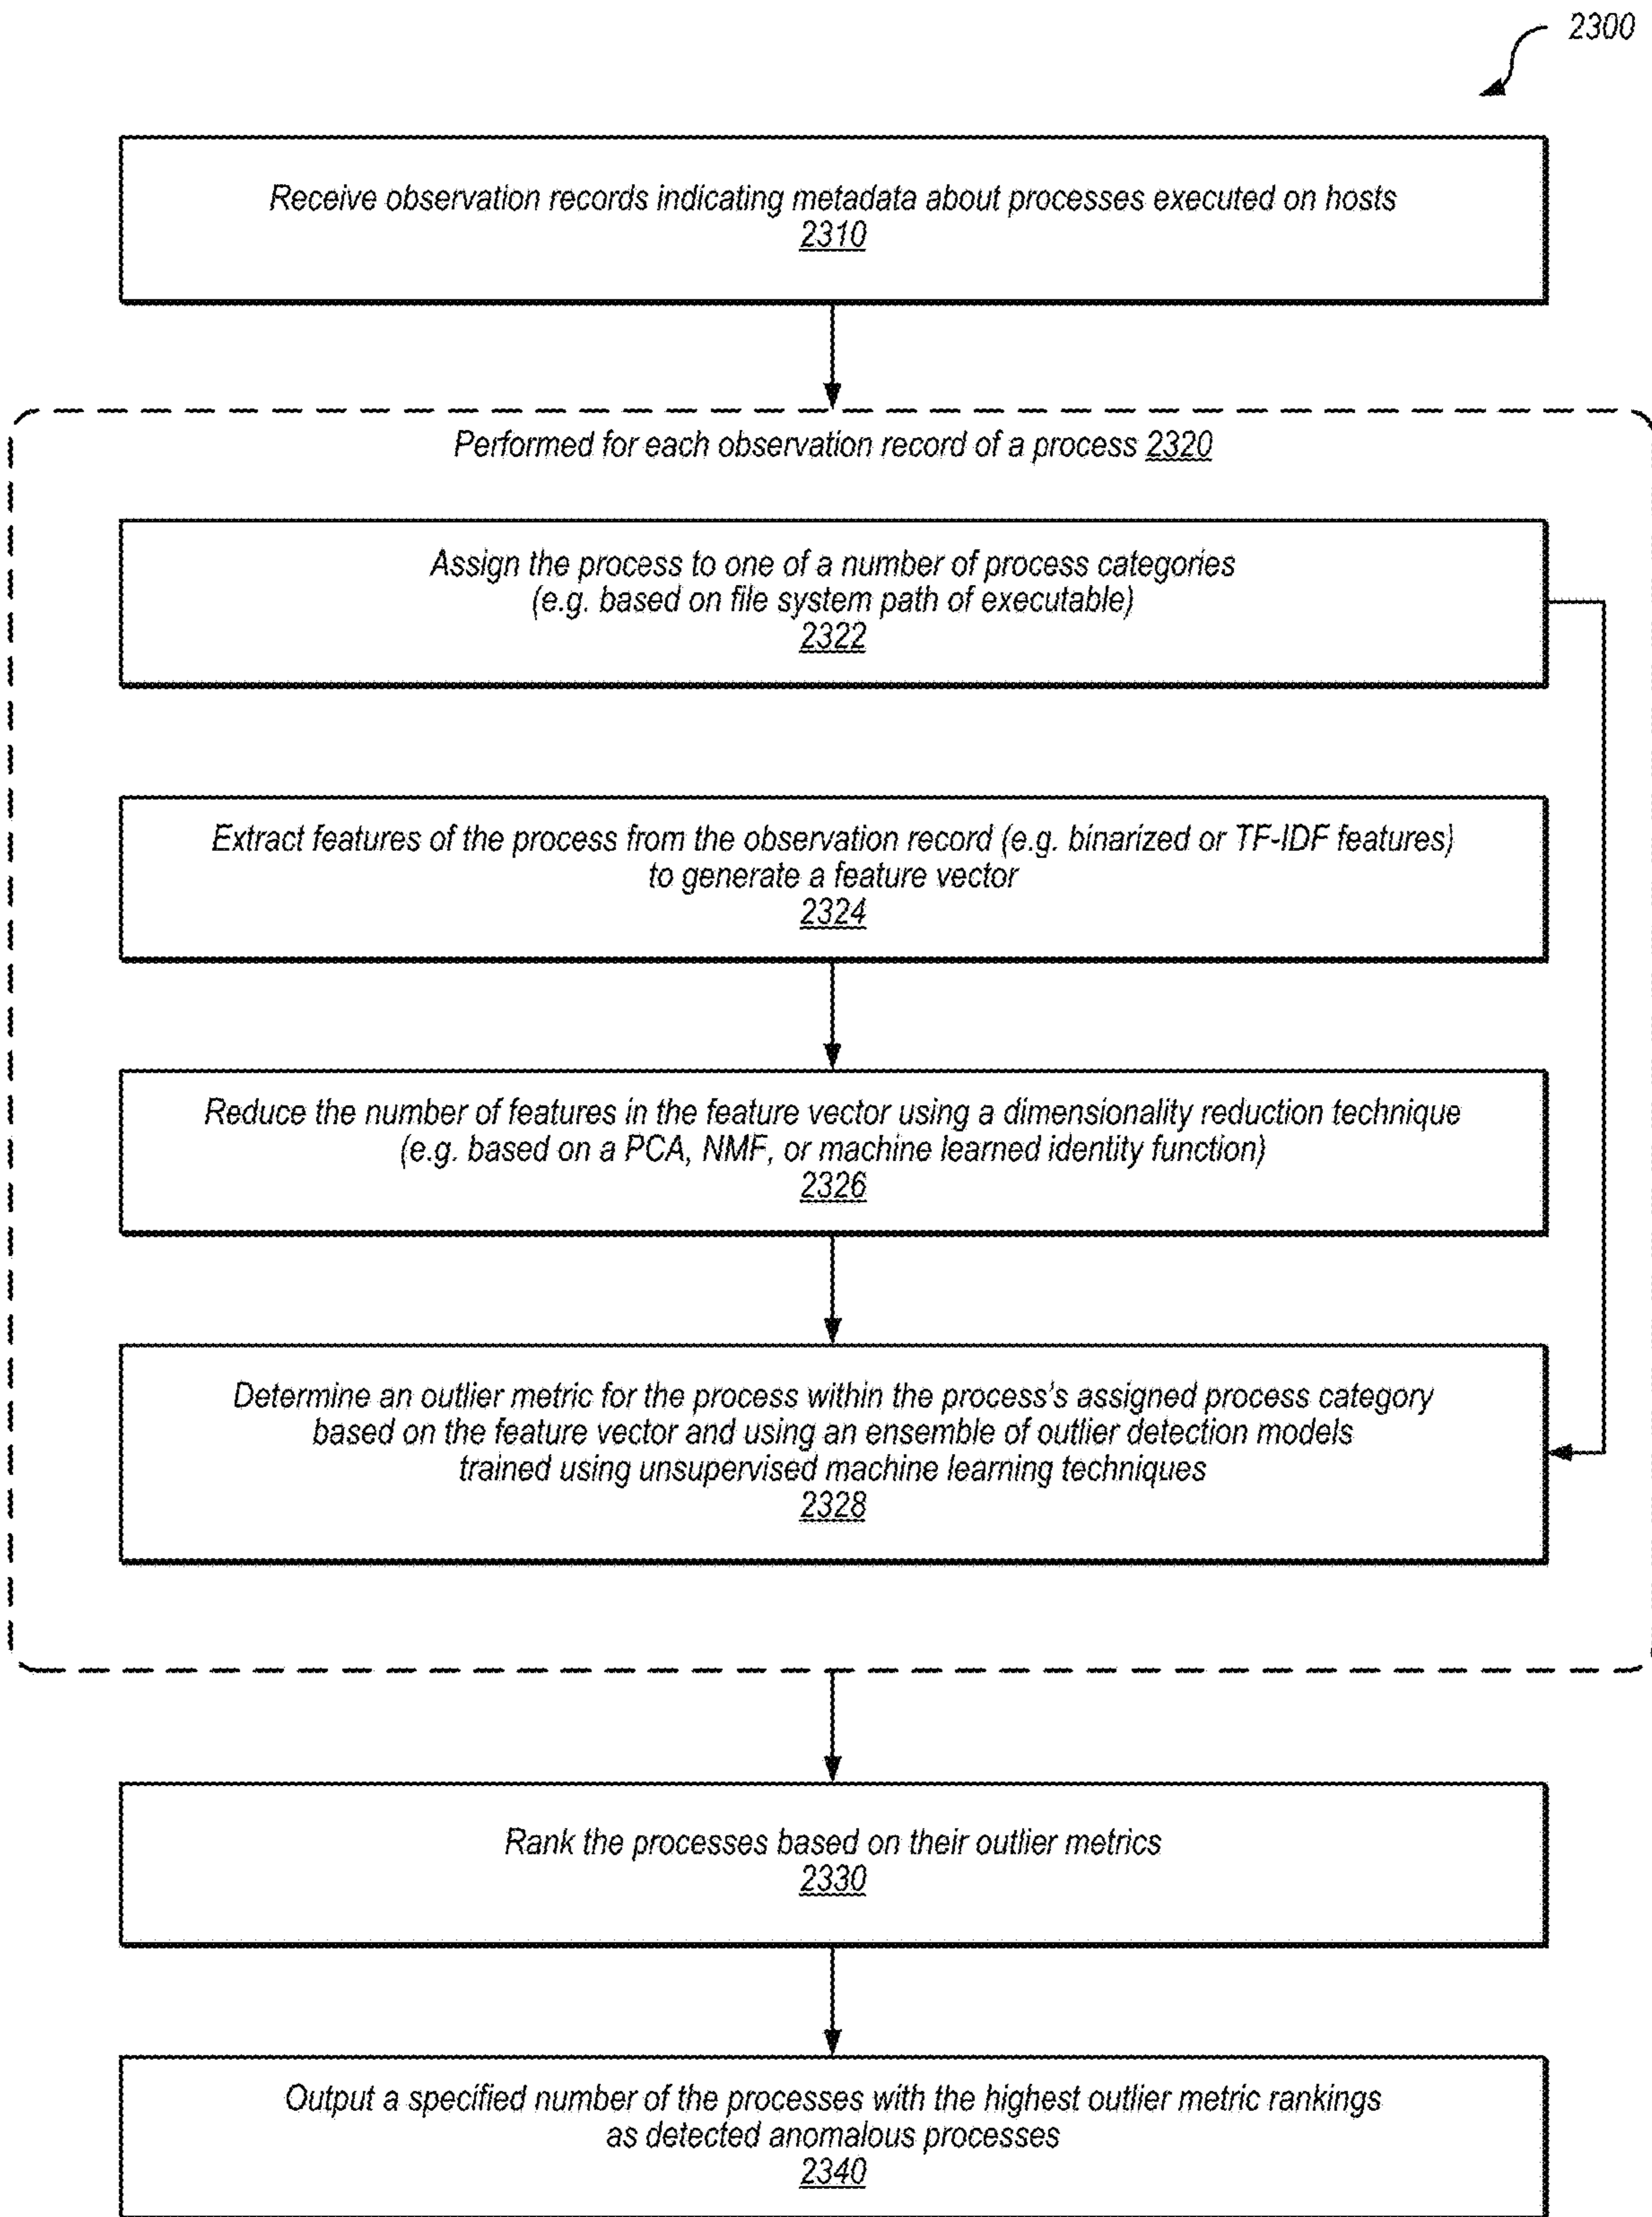 2300
Receive observation records indicating metadata about processes executed on hosts
2310
Performed for each observation record of a process 2320
Assign the process to one of a number of process categories
(e.g. based on file system path of executable)
2322
Extract features of the process from the observation record (e.g. binarized or TF-IDF features)
to generate a feature vector
2324
Reduce the number of features in the feature vector using a dimensionality reduction technique
(e.g. based on a PCA, NMF, or machine learned identity function)
2326
Determine an outlier metric for the process within the process's assigned process category
based on the feature vector and using an ensemble of outlier detection models
trained using unsupervised machine learning techniques
2328
Rank the processes based on their outlier metrics
2330
Output a specified number of the processes with the highest outlier metric rankings
as detected anomalous processes
2340